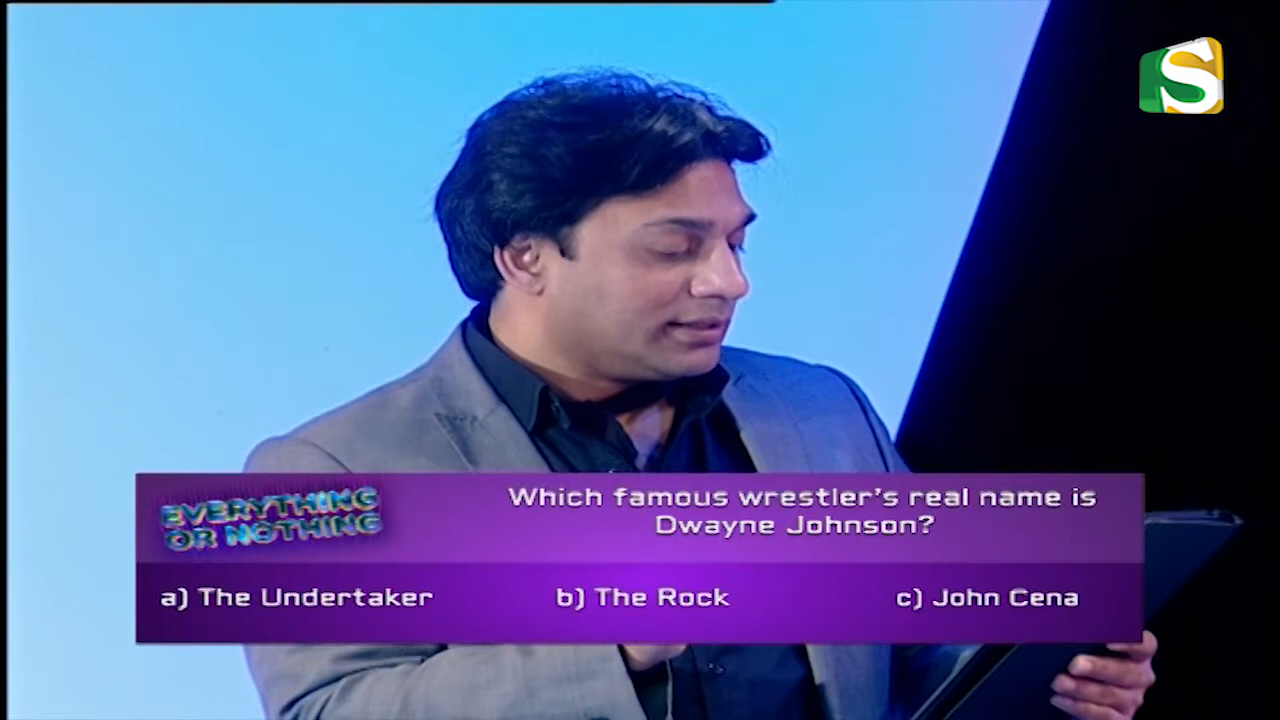 S
EVERYTHING
OR NOTHING
Which famous wrestler's real name is
Dwayne Johnson?
a) The Undertaker
b) The Rock
c) John Cena